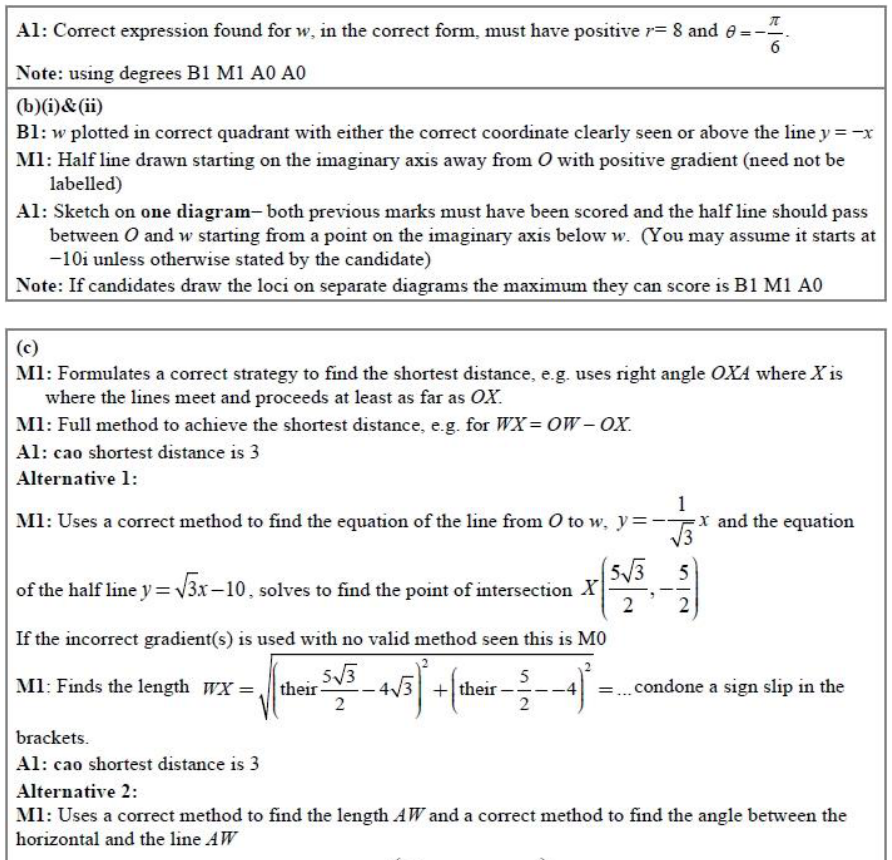 A1: Correct expression found for w, in the correct form, must have positive r= 8 and θ = −π/6.
Note: using degrees B1 M1 A0 A0
(b)(i)&(ii)
B1: w plotted in correct quadrant with either the correct coordinate clearly seen or above the line y = −x
M1: Half line drawn starting on the imaginary axis away from O with positive gradient (need not be
labelled)
A1: Sketch on one diagram– both previous marks must have been scored and the half line should pass
between O and w starting from a point on the imaginary axis below w. (You may assume it starts at
−10i unless otherwise stated by the candidate)
Note: If candidates draw the loci on separate diagrams the maximum they can score is B1 M1 A0
(c)
M1: Formulates a correct strategy to find the shortest distance, e.g. uses right angle OXA where X is
where the lines meet and proceeds at least as far as OX.
M1: Full method to achieve the shortest distance, e.g. for WX = OW – OX.
A1: cao shortest distance is 3
Alternative 1:
M1: Uses a correct method to find the equation of the line from O to w, y = −1/√3 x and the equation
of the half line y = √3x−10, solves to find the point of intersection X(5√3/2, −5/2)
If the incorrect gradient(s) is used with no valid method seen this is M0
M1: Finds the length WX = √((their 5√3/2 − 4√3)² + (their −5/2 − −4)²) = ... condone a sign slip in the
brackets.
A1: cao shortest distance is 3
Alternative 2:
M1: Uses a correct method to find the length AW and a correct method to find the angle between the
horizontal and the line AW